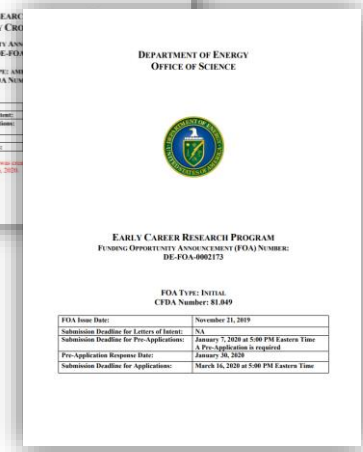 DEPARTMENT OF ENERGY
OFFICE OF SCIENCE
EARLY CAREER RESEARCH PROGRAM
FUNDING OPPORTUNITY ANNOUNCEMENT (FOA) NUMBER:
DE-FOA-0002173
FOA TYPE: INITIAL
CFDA NUMBER: 81.049
FOA Issue Date: November 21, 2019
Submission Deadline for Letters of Intent: NA
Submission Deadline for Pre-Applications: January 7, 2020 at 5:00 PM Eastern Time
A Pre-Application is required
Pre-Application Response Date: January 30, 2020
Submission Deadline for Applications: March 16, 2020 at 5:00 PM Eastern Time